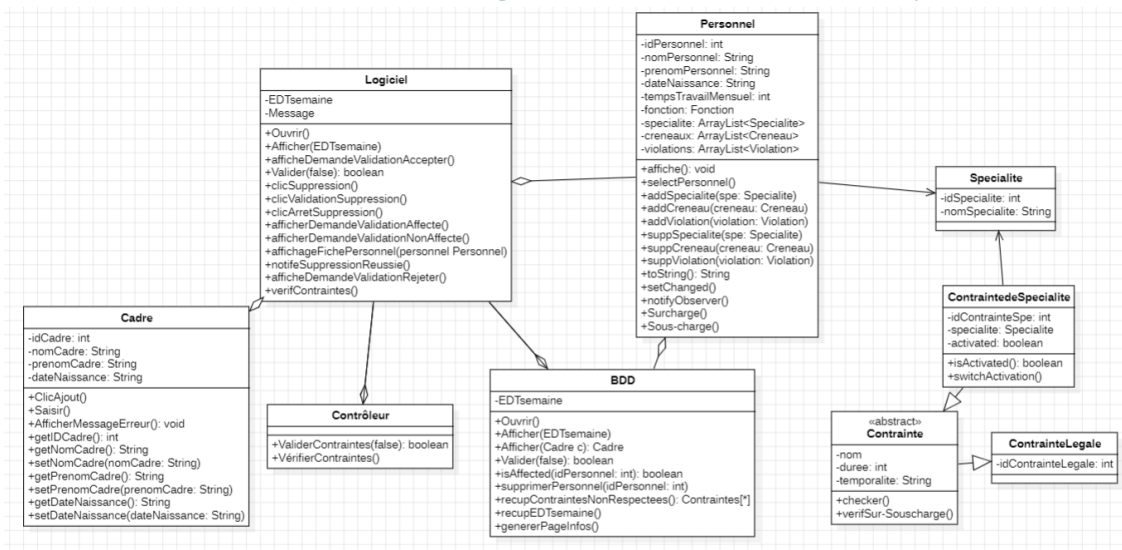 Personnel
-idPersonnel: int
-nomPersonnel: String
-prenomPersonnel: String
-dateNaissance: String
-tempsTravailMensuel: int
-fonction: Fonction
-specialite: ArrayList<Specialite>
-creneaux: ArrayList<Creneau>
-violations: ArrayList<Violation>
+affiche(): void
+selectPersonnel()
+addSpecialite(spe: Specialite)
+addCreneau(creneau: Creneau)
+addViolation(violation: Violation)
+suppSpecialite(spe: Specialite)
+suppCreneau(creneau: Creneau)
+suppViolation(violation: Violation)
+toString(): String
+setChanged()
+notifyObserver()
+Surcharge()
+Sous-charge()
Logiciel
-EDTsemaine
-Message
+Ouvrir()
+Afficher(EDTsemaine)
+afficheDemandeValidationAccepter()
+Valider(false): boolean
+clicSuppression()
+clicValidationSuppression()
+clicArretSuppression()
+afficherDemandeValidationAffecte()
+afficherDemandeValidationNonAffecte()
+affichageFichePersonnel(personnel Personnel)
+notifeSuppressionReussie()
+afficheDemandeValidationRejeter()
+verifContraintes()
Specialite
-idSpecialite: int
-nomSpecialite: String
ContraintedeSpecialite
-idContrainteSpe: int
-specialite: Specialite
-activated: boolean
+isActivated(): boolean
+switchActivation()
Cadre
-idCadre: int
-nomCadre: String
-prenomCadre: String
-dateNaissance: String
+ClicAjout()
+Saisir()
+AfficherMessageErreur(): void
+getIDCadre(): int
+getNomCadre(): String
+setNomCadre(nomCadre: String)
+getPrenomCadre(): String
+setPrenomCadre(prenomCadre: String)
+getDateNaissance(): String
+setDateNaissance(dateNaissance: String)
Contrôleur
+ValiderContraintes(false): boolean
+VérifierContraintes()
BDD
-EDTsemaine
+Ouvrir()
+Afficher(EDTsemaine)
+Afficher(Cadre c): Cadre
+Valider(false): boolean
+isAffected(idPersonnel: int): boolean
+supprimerPersonnel(idPersonnel: int)
+recupContraintesNonRespectees(): Contraintes[*]
+recupEDTsemaine()
+genererPageInfos()
«abstract»
Contrainte
-nom
-duree: int
-temporalite: String
+checker()
+verifSur-Souscharge()
ContrainteLegale
-idContrainteLegale: int